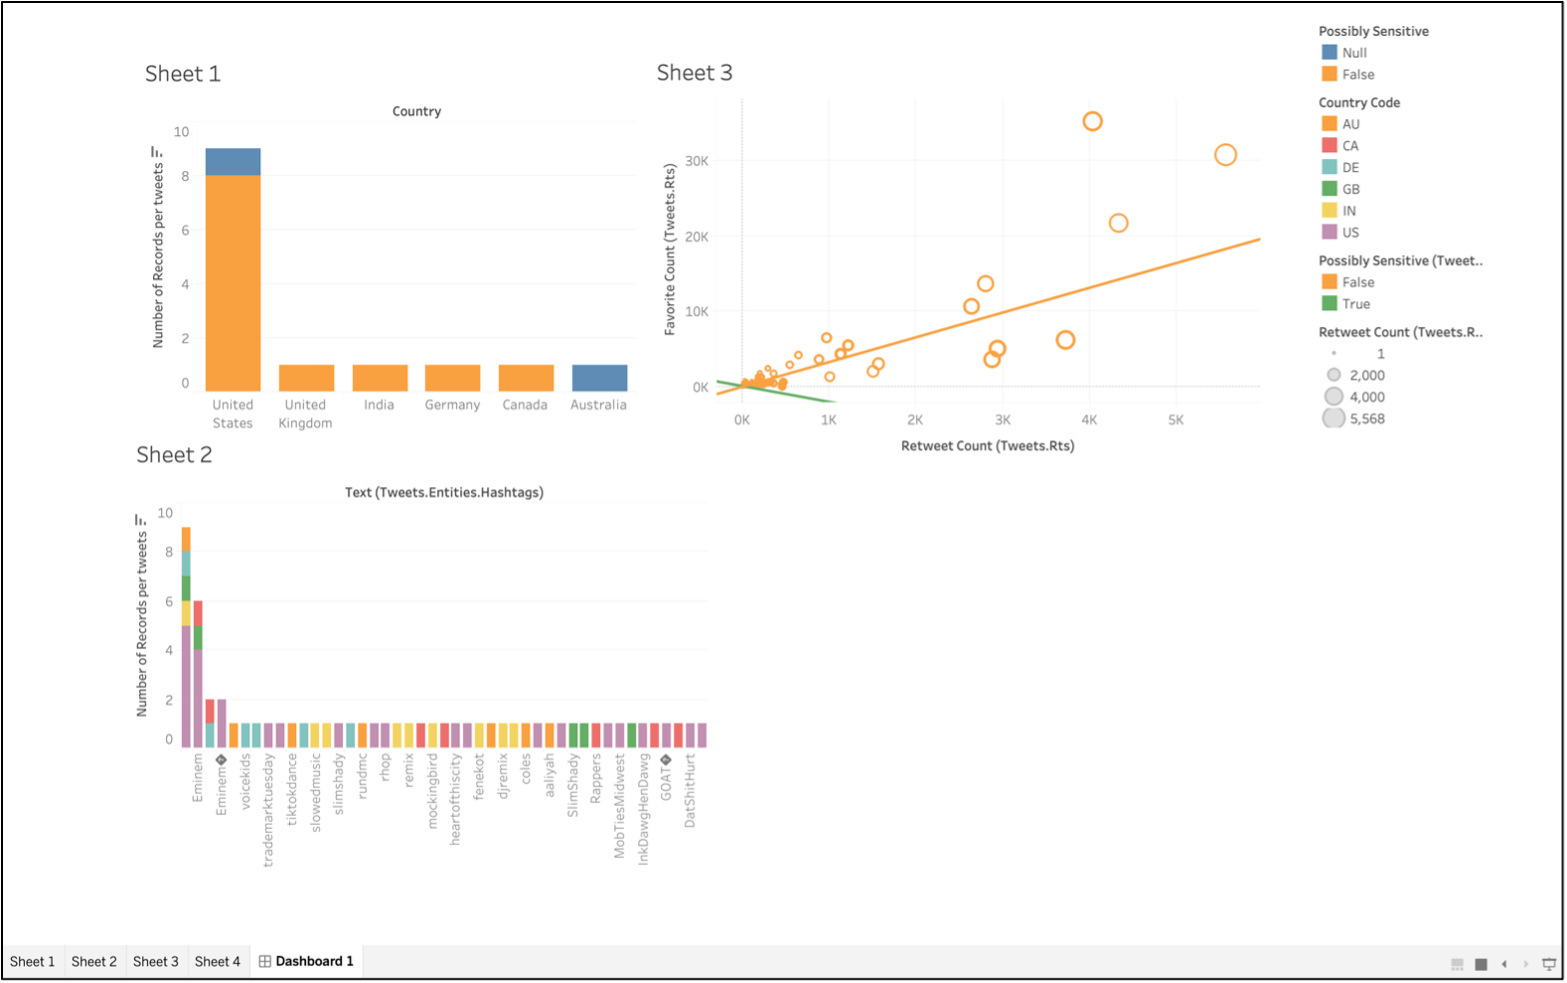 Sheet 1
Country
Number of Records per tweets
10
8
6
4
2
0
United States
United Kingdom
India
Germany
Canada
Australia
Sheet 3
Favorite Count (Tweets.Rts)
30K
20K
10K
0K
0K
1K
2K
3K
4K
5K
Retweet Count (Tweets.Rts)
Possibly Sensitive
Null
False
Country Code
AU
CA
DE
GB
IN
US
Possibly Sensitive (Tweet..
False
True
Retweet Count (Tweets.R..
1
2,000
4,000
5,568
Sheet 2
Text (Tweets.Entities.Hashtags)
Number of Records per tweets
10
8
6
4
2
0
Eminem
Eminem�
voicekids
trademarktuesday
tiktokdance
slowedmusic
slimshady
rundmc
rhop
remix
mockingbird
heartofthiscity
fenekot
djremix
coles
aaliyah
SlimShady
Rappers
MobTiesMidwest
InkDawgHenDawg
GOAT�
DatShitHurt
Sheet 1
Sheet 2
Sheet 3
Sheet 4
Dashboard 1